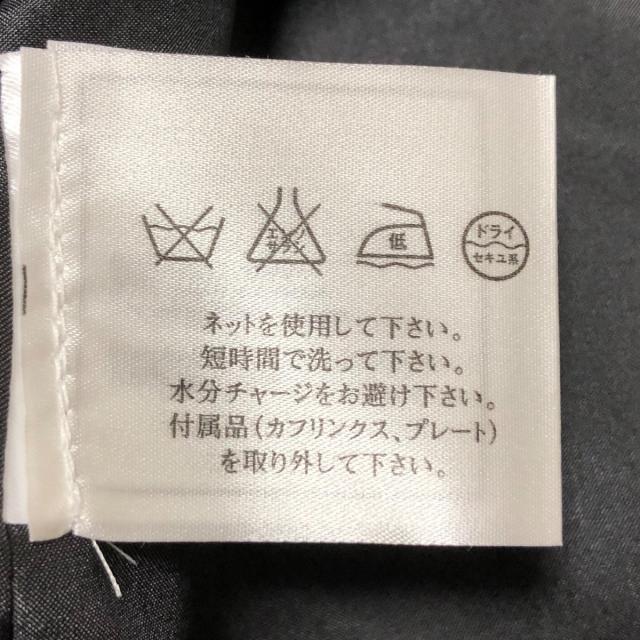 エンソ サラシ
低
ドライ
セキユ系
ネットを使用して下さい。
短時間で洗って下さい。
水分チャージをお避け下さい。
付属品(カフリンクス、プレート)
を取り外して下さい。